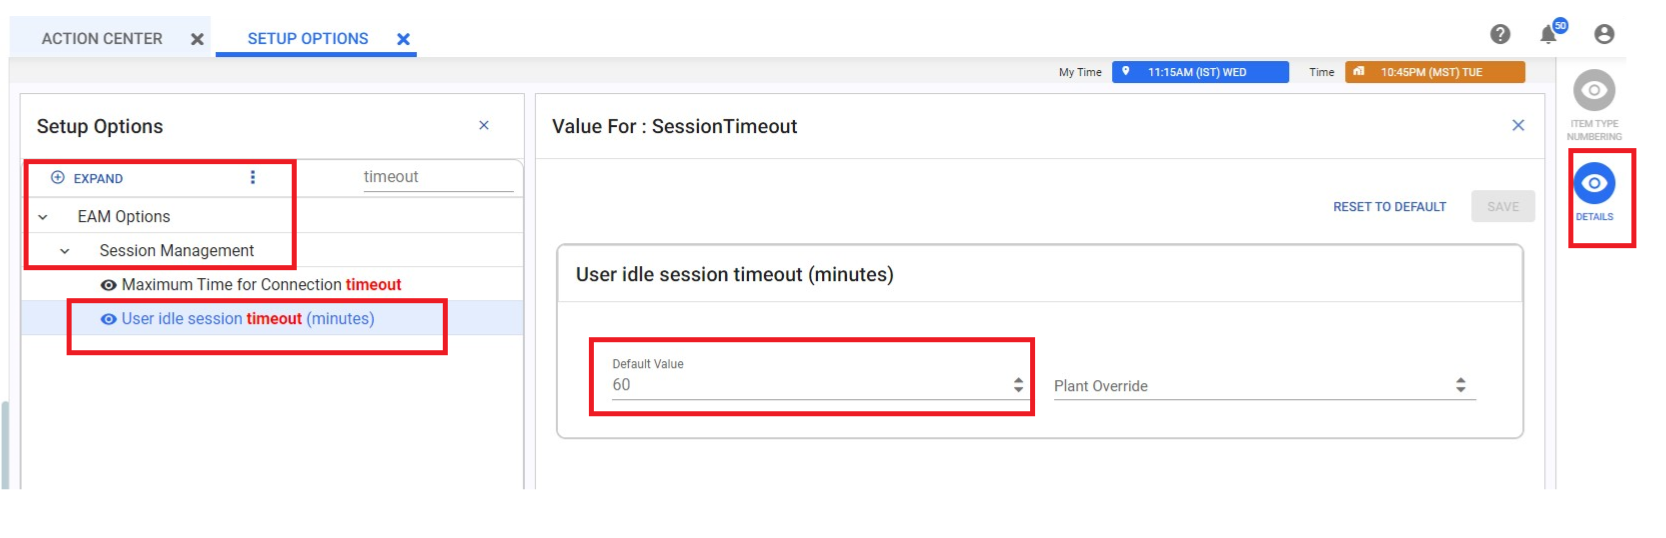 ACTION CENTER
SETUP OPTIONS
50
My Time 11:15AM (IST) WED Time 10:45PM (MST) TUE
Setup Options
EXPAND timeout
EAM Options
Session Management
Maximum Time for Connection timeout
User idle session timeout (minutes)
Value For : SessionTimeout
RESET TO DEFAULT SAVE
User idle session timeout (minutes)
Default Value
60
Plant Override
ITEM TYPE
NUMBERING
DETAILS